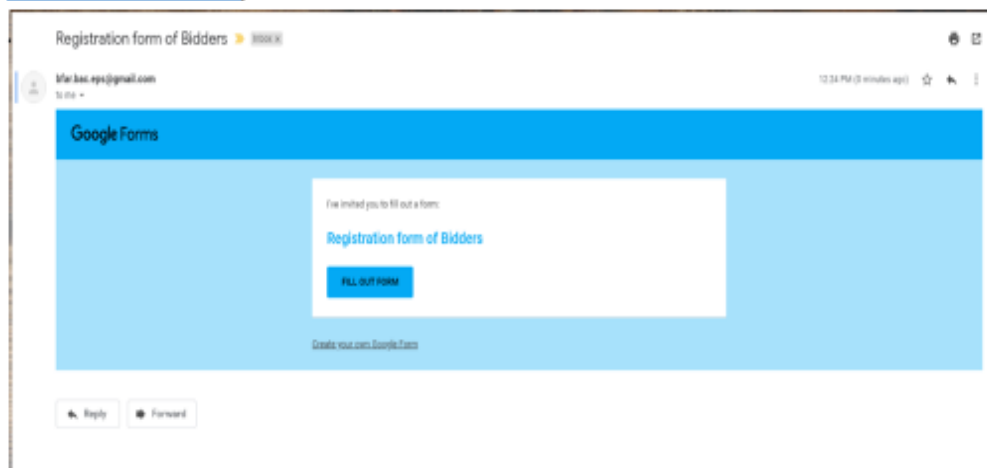 Registration form of Bidders
Inbox x
bfar.bac.eps@gmail.com
12:24 PM (0 minutes ago)
to me
Google Forms
I've invited you to fill out a form:
Registration form of Bidders
FILL OUT FORM
Create your own Google Form
Reply
Forward